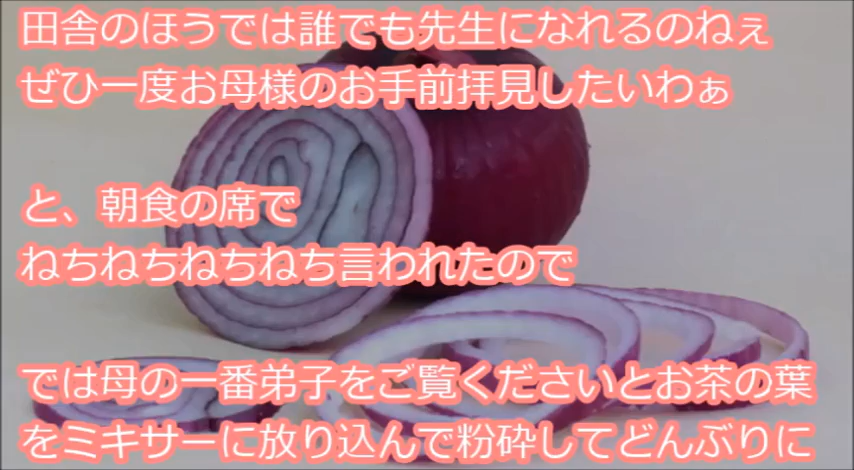 田舎のほうでは誰でも先生になれるのねぇ
ぜひ一度お母様のお手前拝見したいわぁ
と、朝食の席で
ねちねちねちねち言われたので
では母の一番弟子をご覧くださいとお茶の葉
をミキサーに放り込んで粉砕してどんぶりに